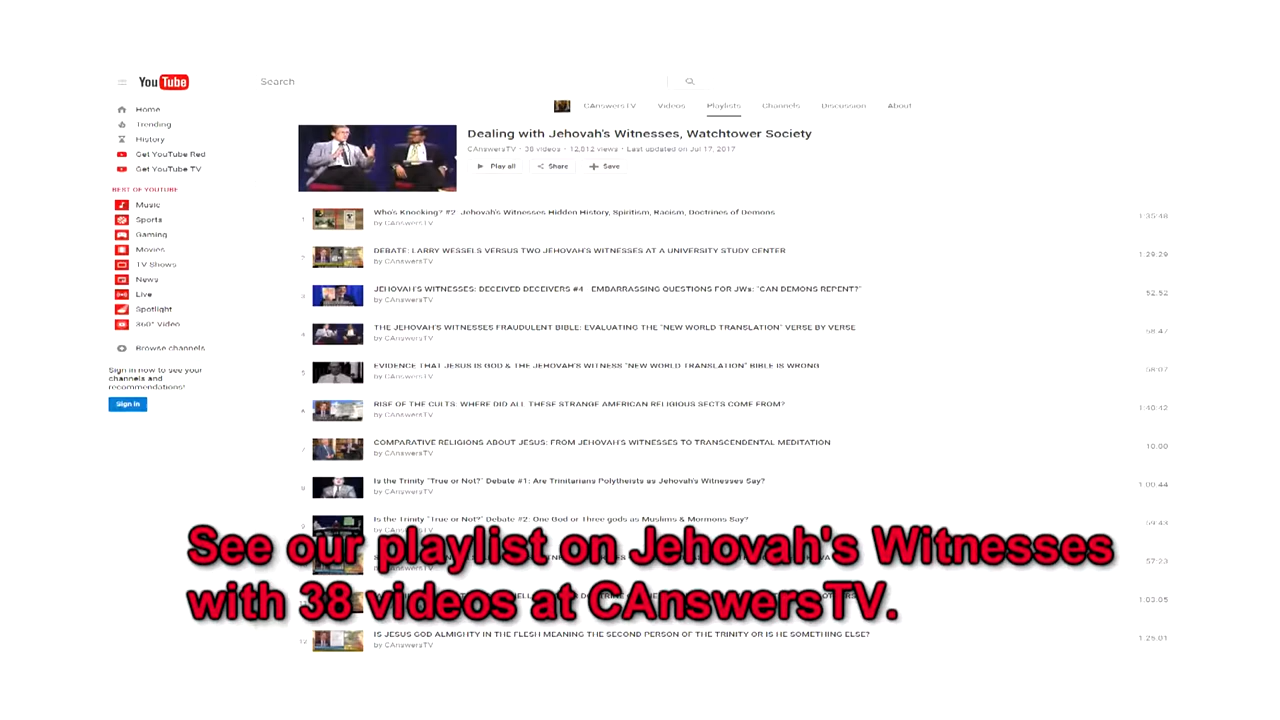 YouTube
Search
Home
Trending
History
Get YouTube Red
Get YouTube TV
BEST OF YOUTUBE
Music
Sports
Gaming
Movies
TV Shows
News
Live
Spotlight
360° Video
Browse channels
Sign in now to see your
channels and
recommendations!
Sign in
CAnswersTV Videos Playlists Channels Discussion About
Dealing with Jehovah's Witnesses, Watchtower Society
CAnswersTV • 38 videos • 12,812 views • Last updated on Jul 17, 2017
Play all Share Save
1 Who's Knocking? #2 Jehovah's Witnesses Hidden History, Spiritism, Racism, Doctrines of Demons 1:35:48
by CAnswersTV
2 DEBATE: LARRY WESSELS VERSUS TWO JEHOVAH'S WITNESSES AT A UNIVERSITY STUDY CENTER 1:29:29
by CAnswersTV
3 JEHOVAH'S WITNESSES: DECEIVED DECEIVERS #4 EMBARRASSING QUESTIONS FOR JWs: "CAN DEMONS REPENT?" 52:52
by CAnswersTV
4 THE JEHOVAH'S WITNESSES FRAUDULENT BIBLE: EVALUATING THE "NEW WORLD TRANSLATION" VERSE BY VERSE 58:47
by CAnswersTV
5 EVIDENCE THAT JESUS IS GOD & THE JEHOVAH'S WITNESS "NEW WORLD TRANSLATION" BIBLE IS WRONG 58:07
by CAnswersTV
6 RISE OF THE CULTS: WHERE DID ALL THESE STRANGE AMERICAN RELIGIOUS SECTS COME FROM? 1:40:42
by CAnswersTV
7 COMPARATIVE RELIGIONS ABOUT JESUS: FROM JEHOVAH'S WITNESSES TO TRANSCENDENTAL MEDITATION 10:00
by CAnswersTV
8 Is the Trinity "True or Not?" Debate #1: Are Trinitarians Polytheists as Jehovah's Witnesses Say? 1:00:44
by CAnswersTV
9 Is the Trinity "True or Not?" Debate #2: One God or Three gods as Muslims & Mormons Say? 59:43
by CAnswersTV
See our playlist on Jehovah's Witnesses
57:23
with 38 videos at CAnswersTV.
1:03:05
12 IS JESUS GOD ALMIGHTY IN THE FLESH MEANING THE SECOND PERSON OF THE TRINITY OR IS HE SOMETHING ELSE? 1:25:01
by CAnswersTV